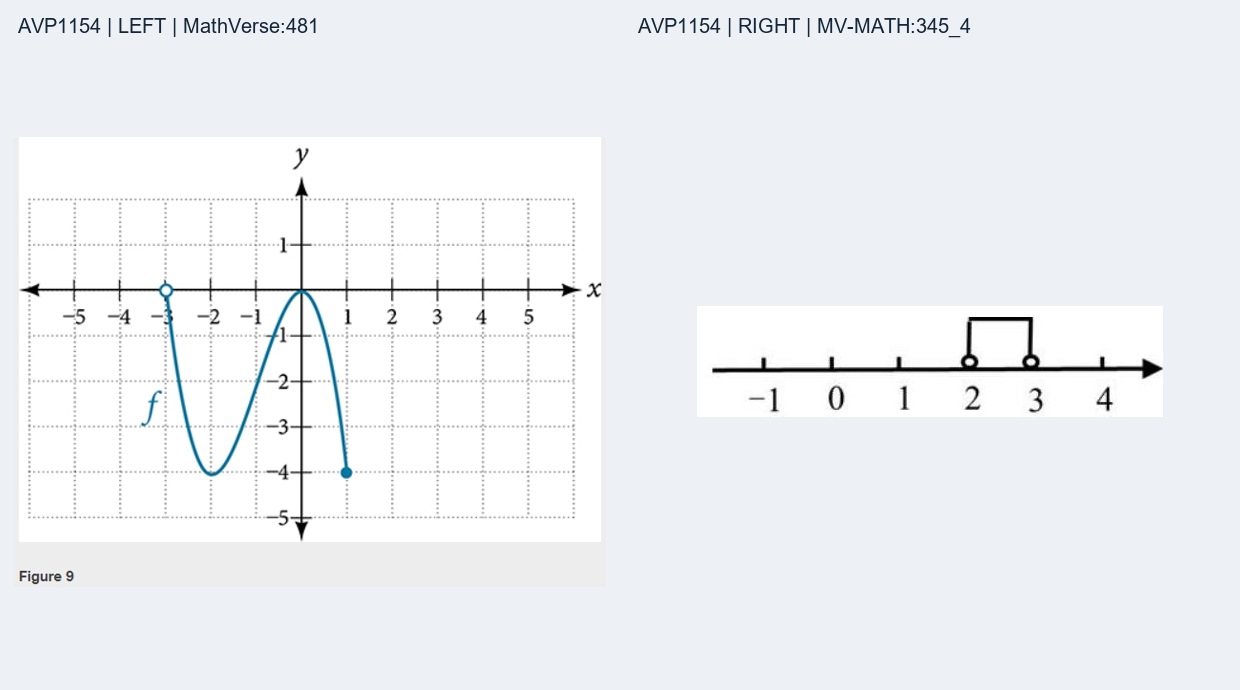 AVP1154 | LEFT | MathVerse:481
AVP1154 | RIGHT | MV-MATH:345_4
y
1
x
−5 −4 −3 −2 −1 1 2 3 4 5
−1
−2
f
−3
−4
−5
−1 0 1 2 3 4
Figure 9